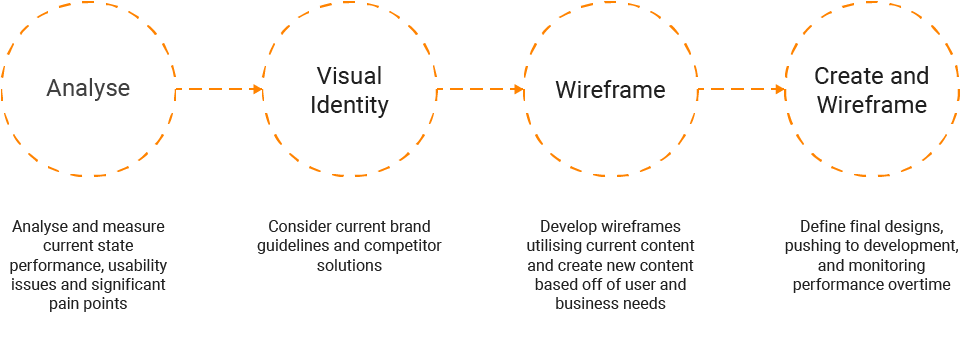 Analyse
Visual
Identity
Wireframe
Create and
Wireframe
Analyse and measure
current state
performance, usability
issues and significant
pain points
Consider current brand
guidelines and competitor
solutions
Develop wireframes
utilising current content
and create new content
based off of user and
business needs
Define final designs,
pushing to development,
and monitoring
performance overtime